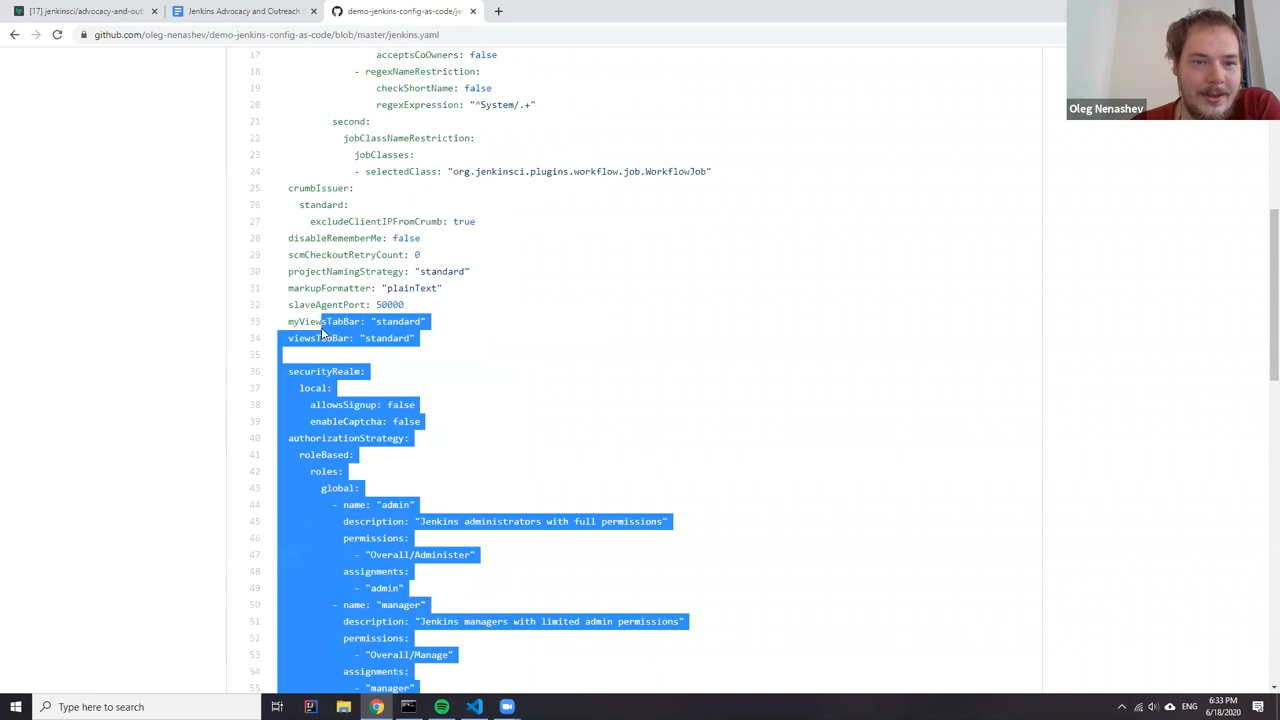 [17] jenkinsci/advocacy-and-out
Jenkins Advocacy and Outreach S
demo-jenkins-config-as-code/jen
github.com/oleg-nenashev/demo-jenkins-config-as-code/blob/master/jenkins.yaml
17 acceptsCoOwners: false
18 - regexNameRestriction:
19 checkShortName: false
20 regexExpression: "^System/.+"
21 second:
22 jobClassNameRestriction:
23 jobClasses:
24 - selectedClass: "org.jenkinsci.plugins.workflow.job.WorkflowJob"
25 crumbIssuer:
26 standard:
27 excludeClientIPFromCrumb: true
28 disableRememberMe: false
29 scmCheckoutRetryCount: 0
30 projectNamingStrategy: "standard"
31 markupFormatter: "plainText"
32 slaveAgentPort: 50000
33 myViewsTabBar: "standard"
34 viewsTabBar: "standard"
35
36 securityRealm:
37 local:
38 allowsSignup: false
39 enableCaptcha: false
40 authorizationStrategy:
41 roleBased:
42 roles:
43 global:
44 - name: "admin"
45 description: "Jenkins administrators with full permissions"
46 permissions:
47 - "Overall/Administer"
48 assignments:
49 - "admin"
50 - name: "manager"
51 description: "Jenkins managers with limited admin permissions"
52 permissions:
53 - "Overall/Manage"
54 assignments:
55 - "manager"
Oleg Nenashev
Type here to search
ENG
6:33 PM
6/18/2020